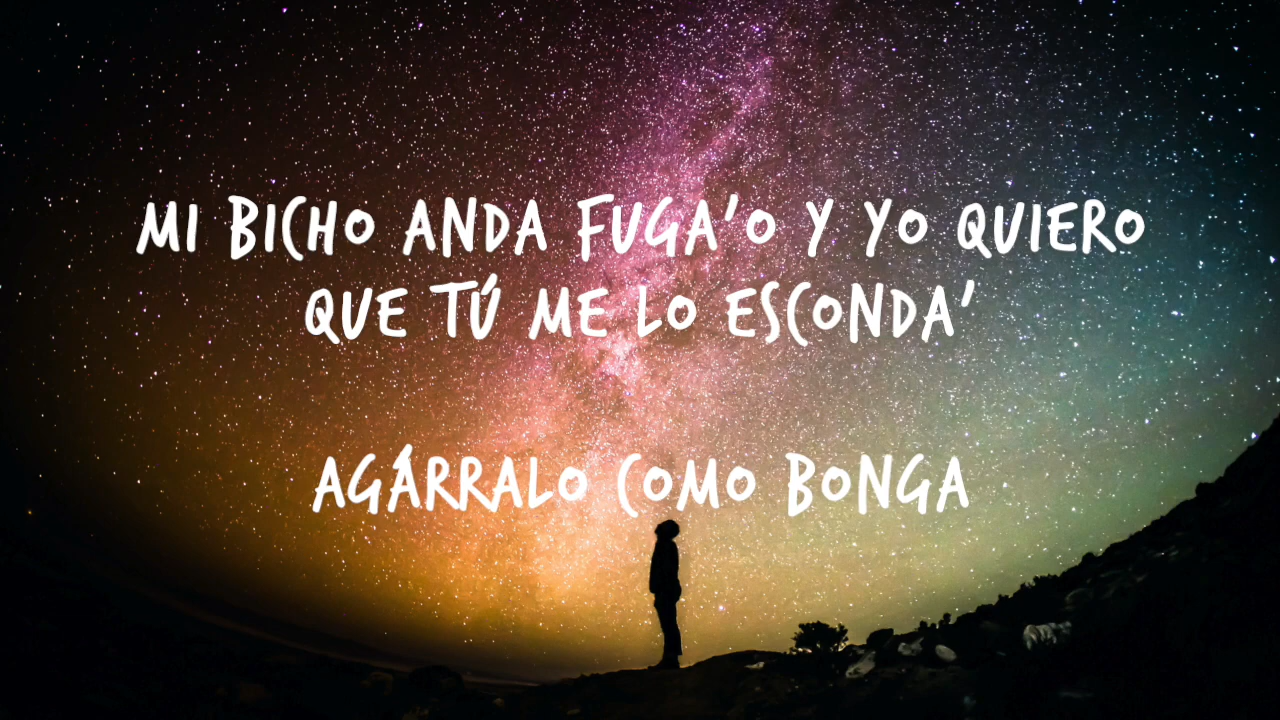 MI BICHO ANDA FUGA'O Y YO QUIERO
QUE TÚ ME LO ESCONDA'
AGÁRRALO COMO BONGA